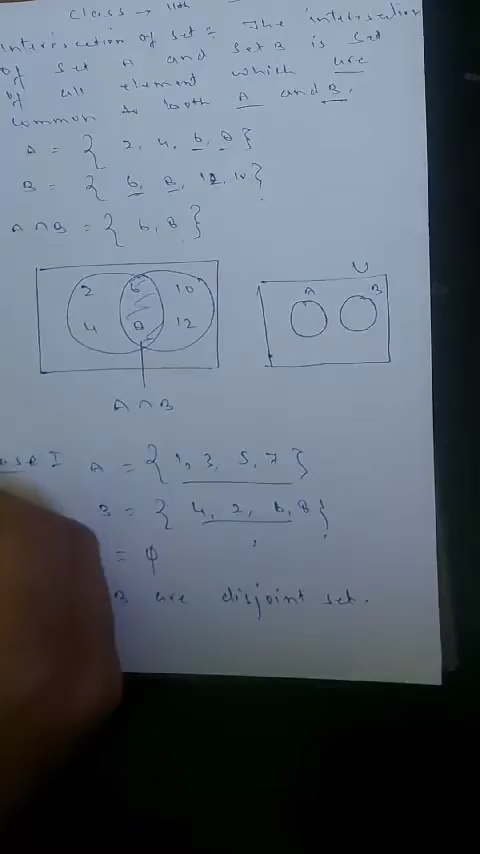 Class → 11th
Intersection of set :- The intersection
of set A and set B is set
of all element which are
common to both A and B.
A = { 2, 4, 6, 8 }
B = { 6, 8, 12, 10 }
A ∩ B = { 6, 8 }
2 6 10
4 8 12
A ∩ B
U
A B
Case I A = { 1, 3, 5, 7 }
B = { 4, 2, 6, 8 }
= φ
B are disjoint set.